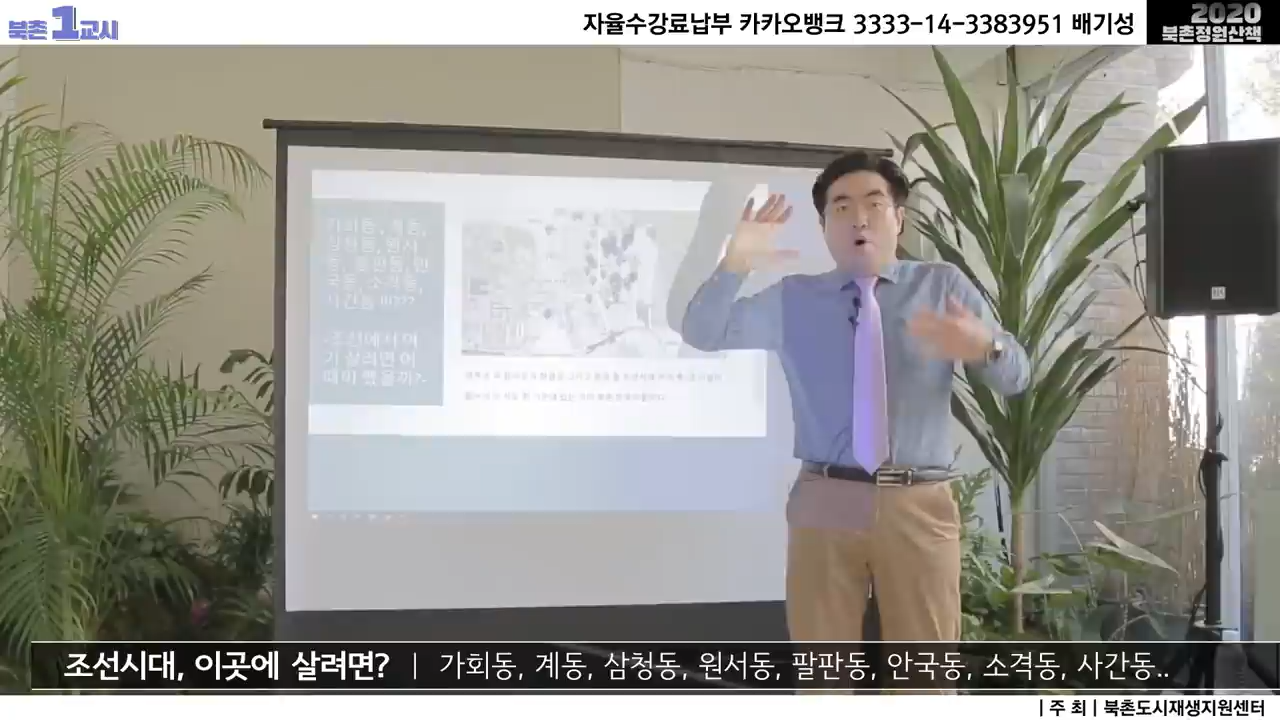 북촌 1교시
자율수강료납부 카카오뱅크 3333-14-3383951 배기성
2020
북촌정원산책
가회동, 계동,
삼청동, 원서
동, 팔판동, 안
국동, 소격동,
사간동!!!???
-조선에서 여
기 살려면 어
때야 했을까?-
조선시대, 이곳에 살려면? | 가회동, 계동, 삼청동, 원서동, 팔판동, 안국동, 소격동, 사간동..
| 주 최 | 북촌도시재생지원센터